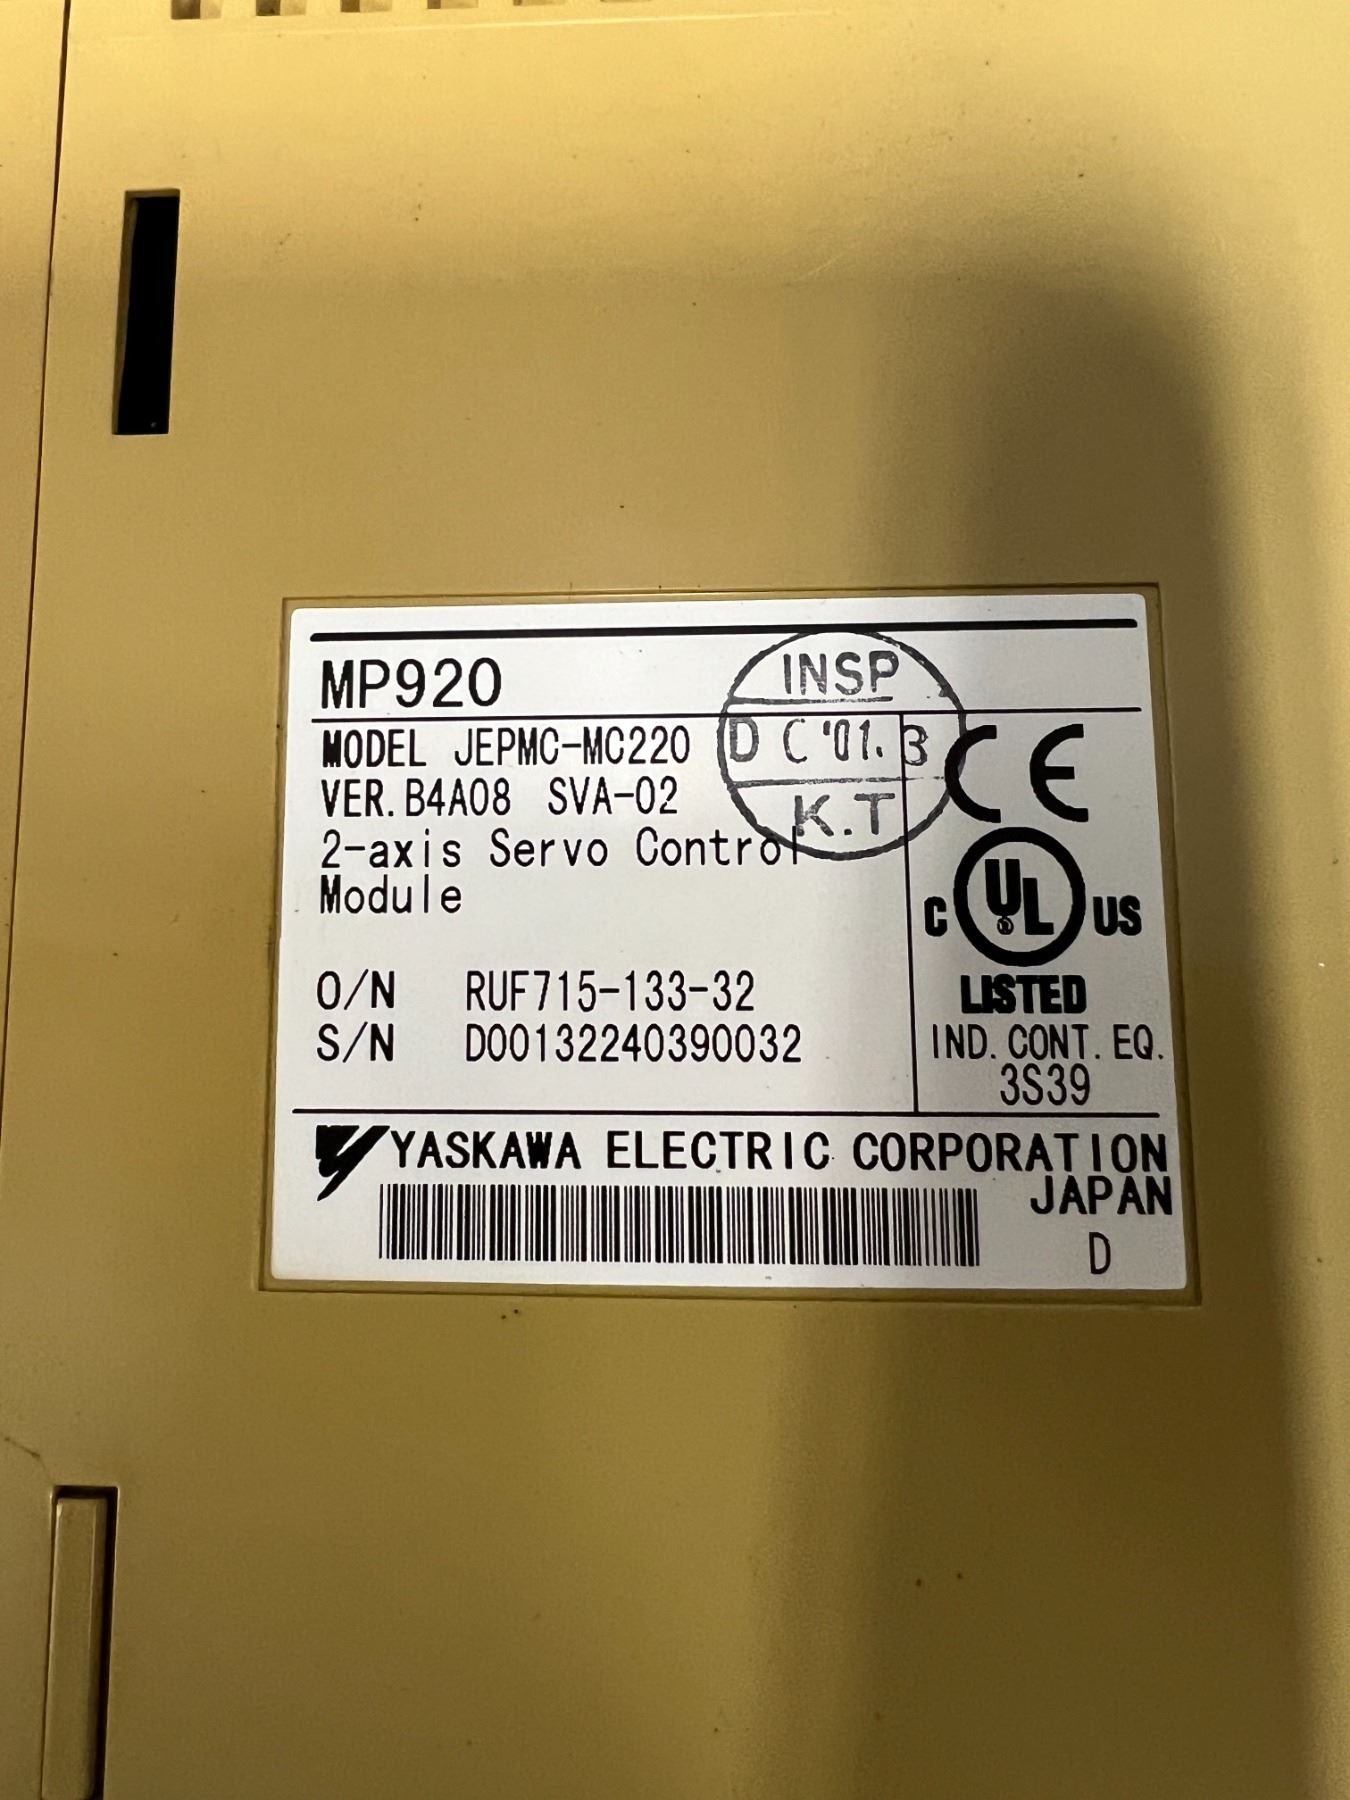 MP920
INSP
D C '01. 3
K.T
MODEL JEPMC-MC220
VER. B4A08 SVA-02
2-axis Servo Control
Module
O/N RUF715-133-32
S/N D00132240390032
CE
C UL US
®
LISTED
IND. CONT. EQ.
3S39
YASKAWA ELECTRIC CORPORATION
JAPAN
D